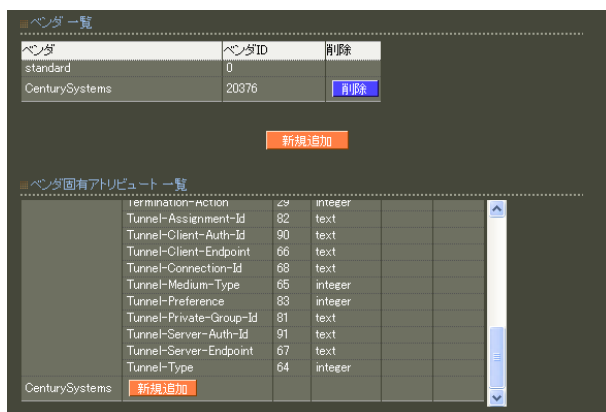 ベンダ 一覧
ベンダ ベンダID 削除
standard 0
CenturySystems 20376 削除
新規追加
ベンダ固有アトリビュート 一覧
Termination-Action 29 integer
Tunnel-Assignment-Id 82 text
Tunnel-Client-Auth-Id 90 text
Tunnel-Client-Endpoint 66 text
Tunnel-Connection-Id 68 text
Tunnel-Medium-Type 65 integer
Tunnel-Preference 83 integer
Tunnel-Private-Group-Id 81 text
Tunnel-Server-Auth-Id 91 text
Tunnel-Server-Endpoint 67 text
Tunnel-Type 64 integer
CenturySystems 新規追加